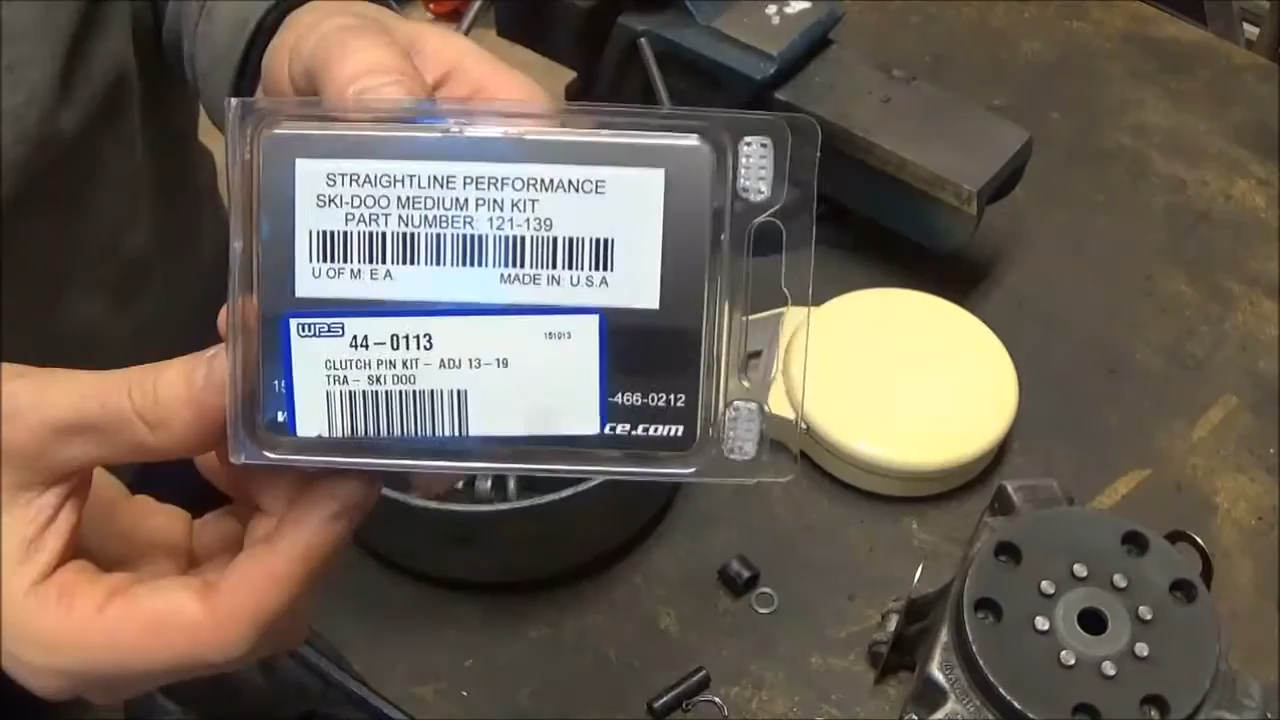 STRAIGHTLINE PERFORMANCE
SKI-DOO MEDIUM PIN KIT
PART NUMBER: 121-139
U OF M: E.A. MADE IN: U.S.A
WPS
44-0113 151013
CLUTCH PIN KIT- ADJ 13-19
TRA- SKI DOO
-466-0212
ce.com